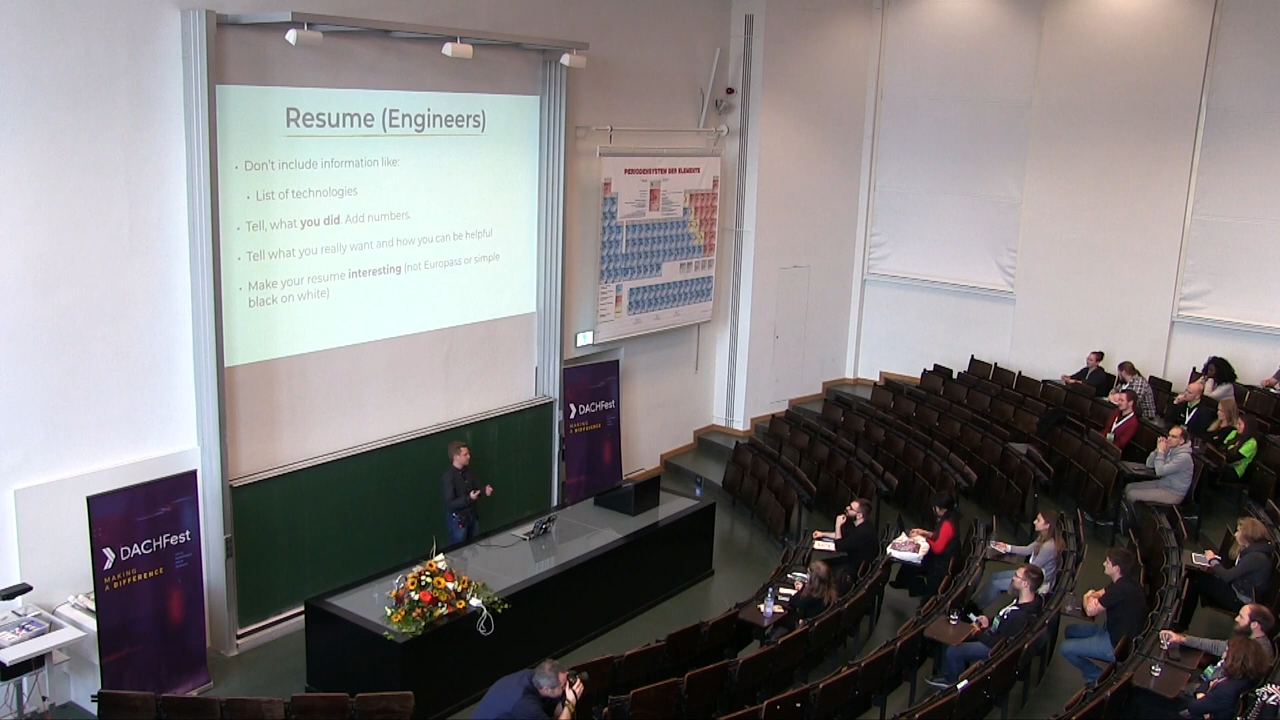 Resume (Engineers)
• Don't include information like:
• List of technologies
• Tell, what you did. Add numbers.
• Tell what you really want and how you can be helpful
• Make your resume interesting (not Europass or simple
black on white)
PERIODENSYSTEM DER ELEMENTE
DACHFest
MAKING
A DIFFERENCE
DACHFest
MAKING
A DIFFERENCE